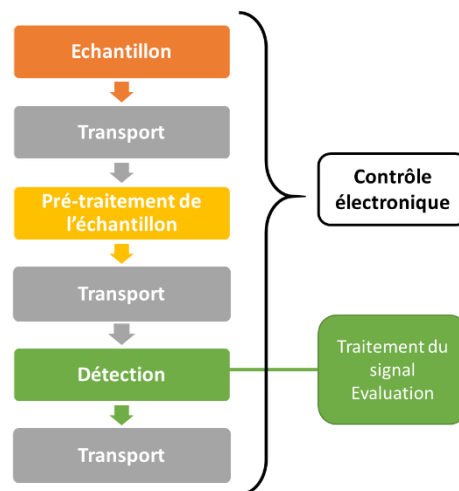 Echantillon
Transport
Pré-traitement de
l'échantillon
Transport
Détection
Transport
Contrôle
électronique
Traitement du
signal
Evaluation